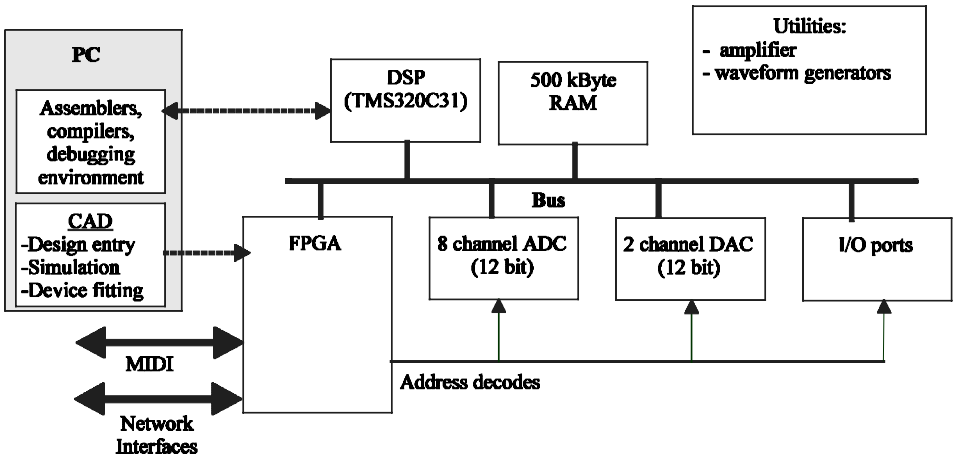 PC
Assemblers,
compilers,
debugging
environment
CAD
-Design entry
-Simulation
-Device fitting
DSP
(TMS320C31)
500 kByte
RAM
Utilities:
- amplifier
- waveform generators
Bus
FPGA
8 channel ADC
(12 bit)
2 channel DAC
(12 bit)
I/O ports
MIDI
Network
Interfaces
Address decodes